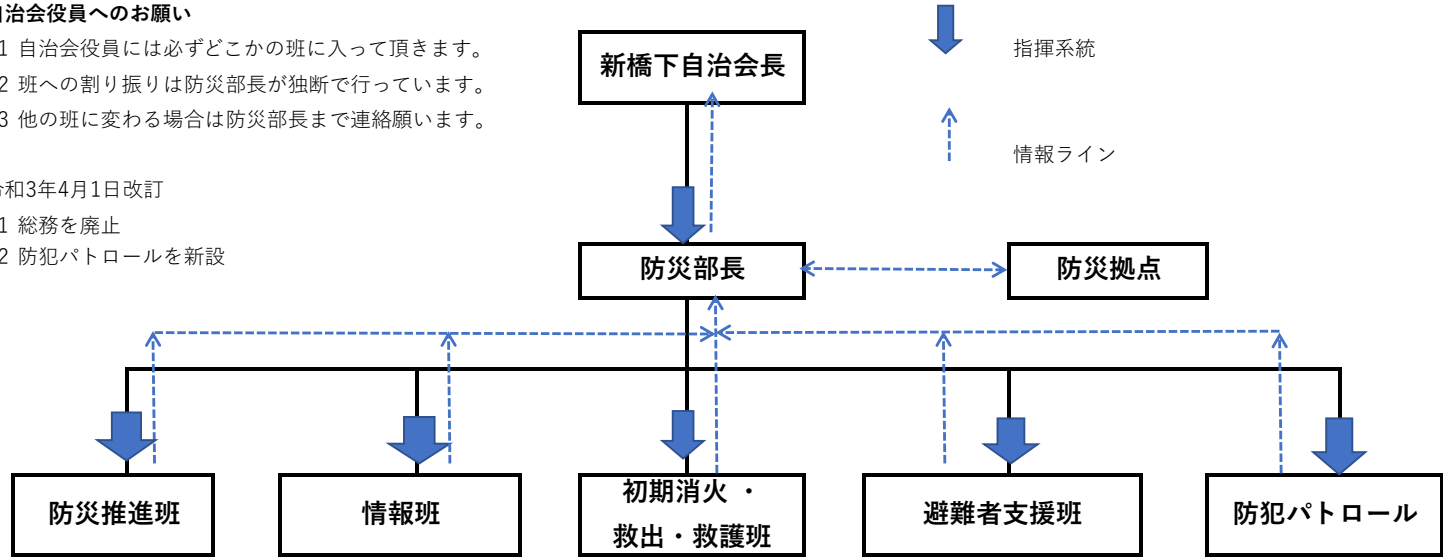 自治会役員へのお願い
1 自治会役員には必ずどこかの班に入って頂きます。
2 班への割り振りは防災部長が独断で行っています。
3 他の班に変わる場合は防災部長まで連絡願います。
令和3年4月1日改訂
1 総務を廃止
2 防犯パトロールを新設
指揮系統
情報ライン
新橋下自治会長
防災部長
防災拠点
防災推進班
情報班
初期消火 ・
救出・救護班
避難者支援班
防犯パトロール